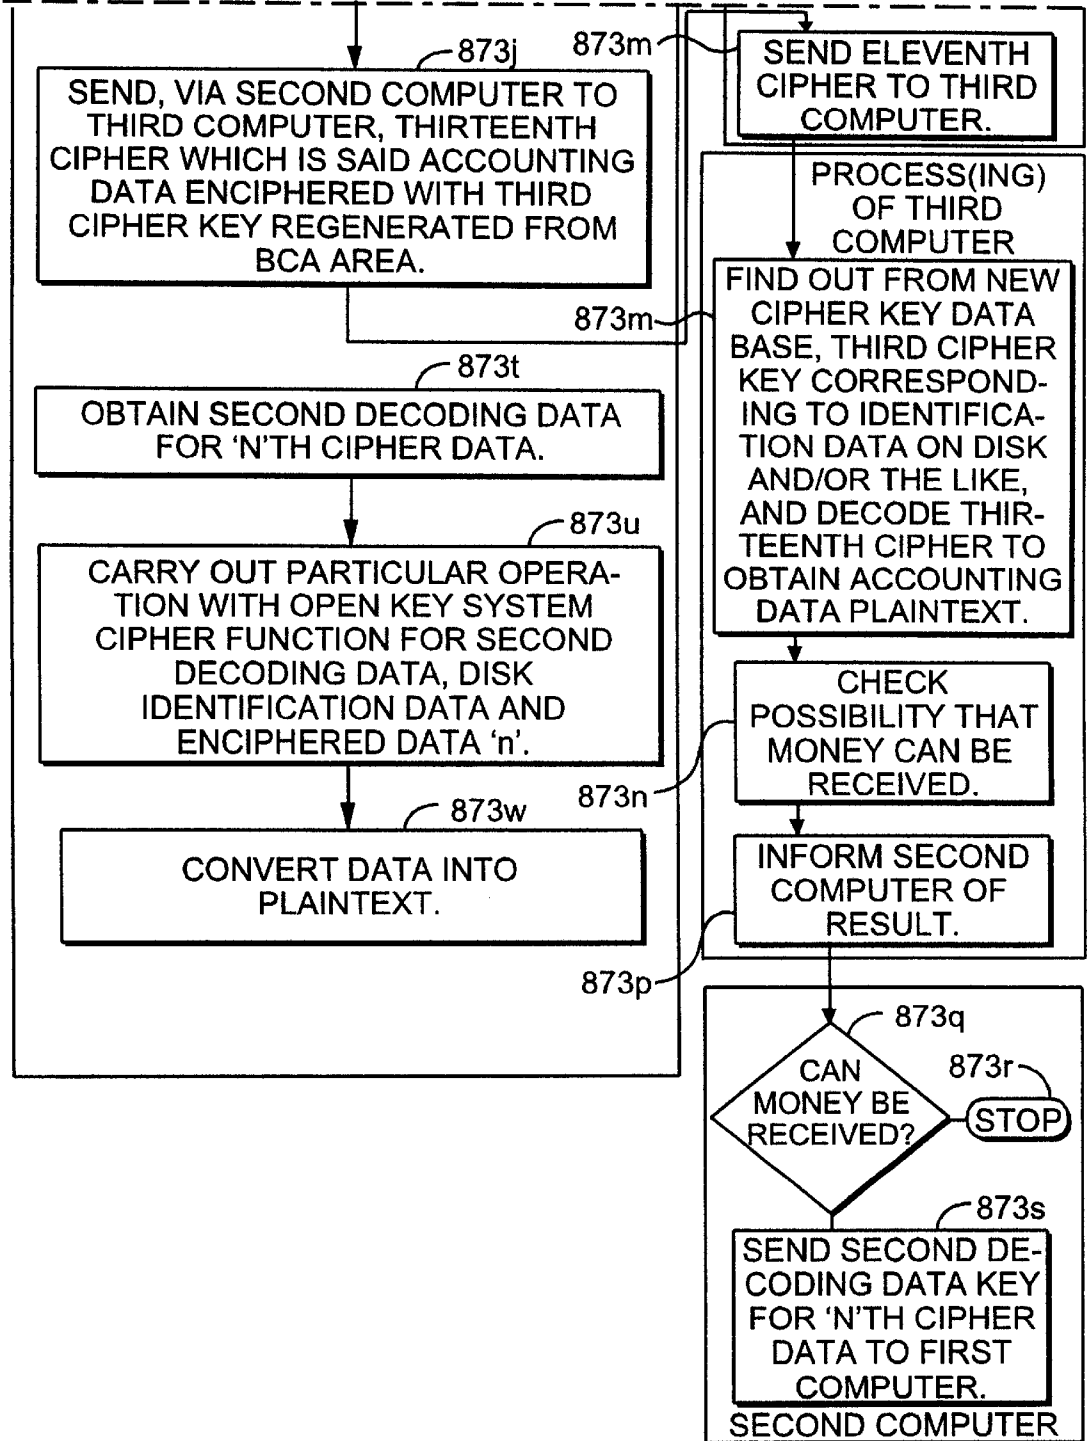 873j
SEND, VIA SECOND COMPUTER TO
THIRD COMPUTER, THIRTEENTH
CIPHER WHICH IS SAID ACCOUNTING
DATA ENCIPHERED WITH THIRD
CIPHER KEY REGENERATED FROM
BCA AREA.
873t
OBTAIN SECOND DECODING DATA
FOR 'N'TH CIPHER DATA.
873u
CARRY OUT PARTICULAR OPERA-
TION WITH OPEN KEY SYSTEM
CIPHER FUNCTION FOR SECOND
DECODING DATA, DISK
IDENTIFICATION DATA AND
ENCIPHERED DATA 'n'.
873w
CONVERT DATA INTO
PLAINTEXT.
873m
SEND ELEVENTH
CIPHER TO THIRD
COMPUTER.
PROCESS(ING)
OF THIRD
COMPUTER
873m
FIND OUT FROM NEW
CIPHER KEY DATA
BASE, THIRD CIPHER
KEY CORRESPOND-
ING TO IDENTIFICA-
TION DATA ON DISK
AND/OR THE LIKE,
AND DECODE THIR-
TEENTH CIPHER TO
OBTAIN ACCOUNTING
DATA PLAINTEXT.
873n
CHECK
POSSIBILITY THAT
MONEY CAN BE
RECEIVED.
873p
INFORM SECOND
COMPUTER OF
RESULT.
873q
CAN
MONEY BE
RECEIVED?
873r
STOP
873s
SEND SECOND DE-
CODING DATA KEY
FOR 'N'TH CIPHER
DATA TO FIRST
COMPUTER.
SECOND COMPUTER